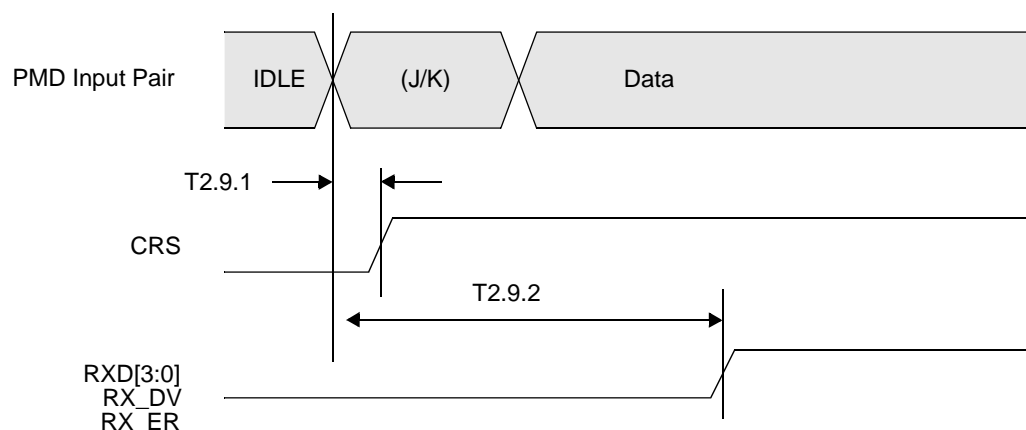 PMD Input Pair
IDLE
(J/K)
Data
T2.9.1
CRS
T2.9.2
RXD[3:0]
RX_DV
RX_ER